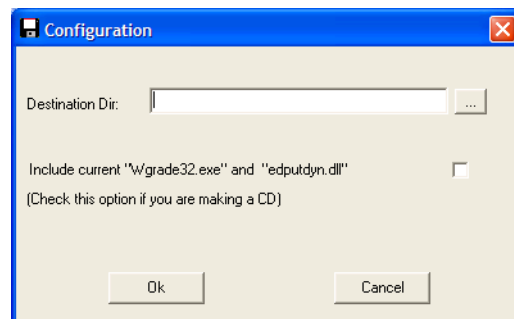 Configuration
Destination Dir:
...
Include current "Wgrade32.exe" and "edputdyn.dll"
(Check this option if you are making a CD)
Ok
Cancel